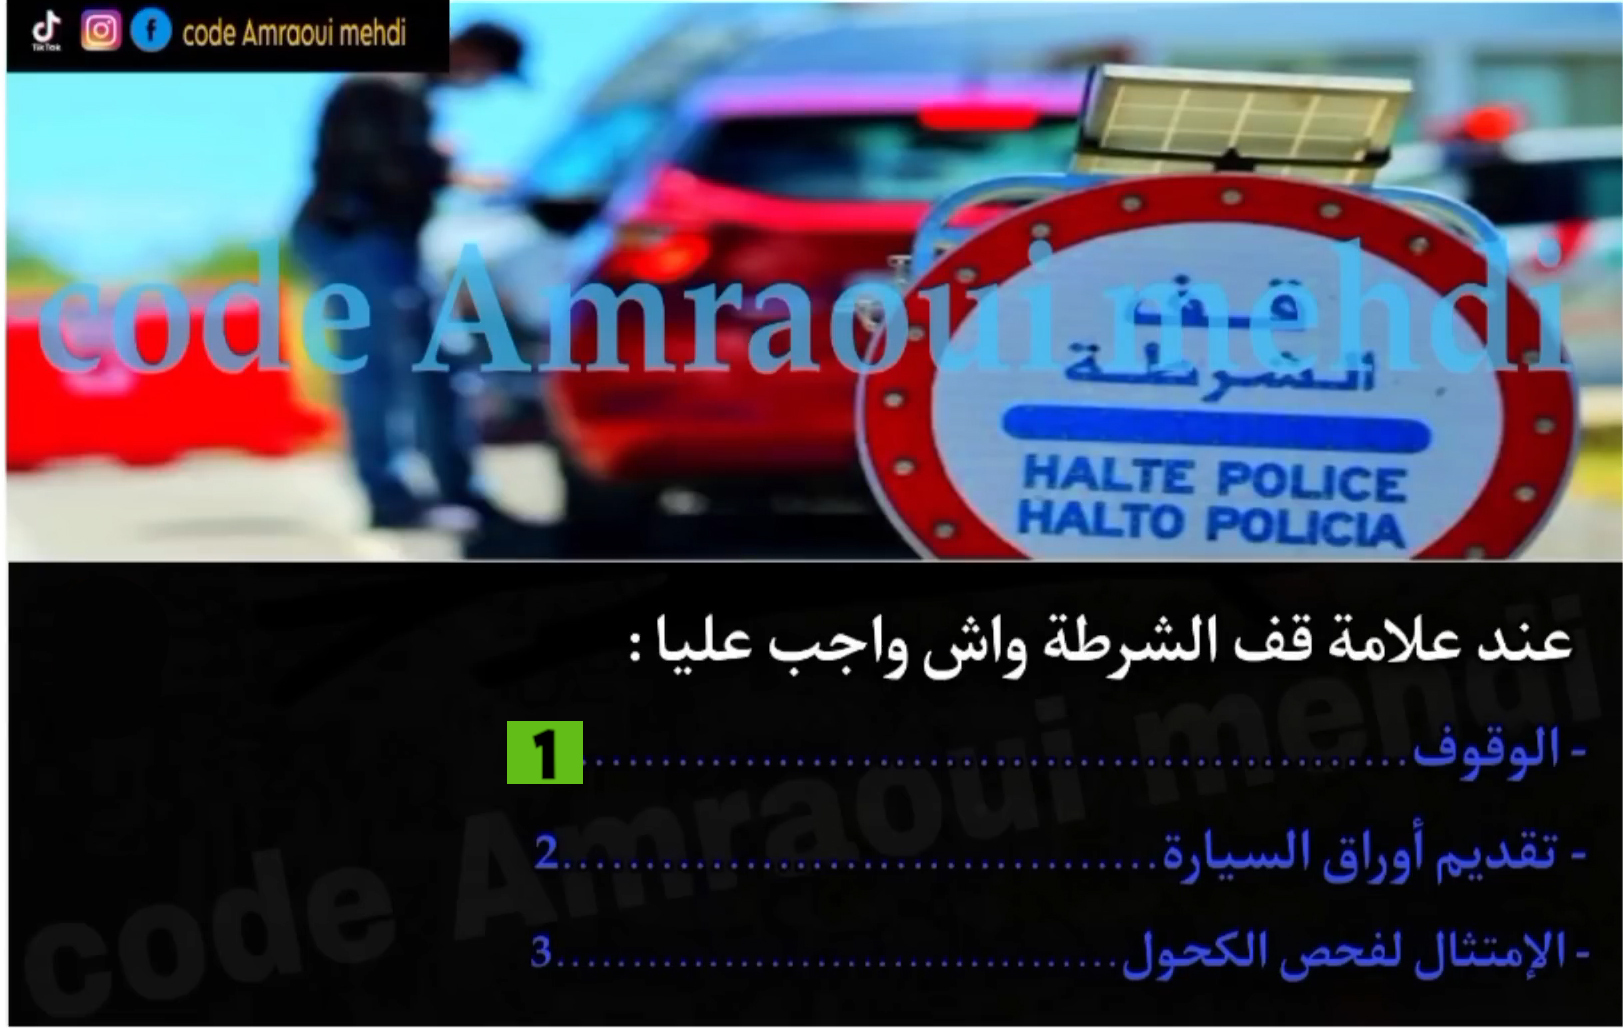 TikTok code Amraoui mehdi
code Amraoui mehdi
قف
الشرطة
HALTE POLICE
HALTO POLICIA
عند علامة قف الشرطة واش واجب عليا :
- الوقوف..................................................1
- تقديم أوراق السيارة....................................2
- الإمتثال لفحص الكحول..................................3
code Amraoui mehdi